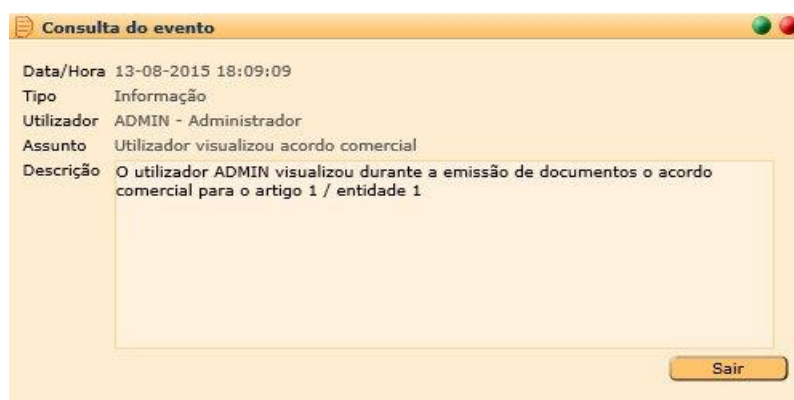 Consulta do evento
Data/Hora 13-08-2015 18:09:09
Tipo Informação
Utilizador ADMIN - Administrador
Assunto Utilizador visualizou acordo comercial
Descrição O utilizador ADMIN visualizou durante a emissão de documentos o acordo
comercial para o artigo 1 / entidade 1
Sair